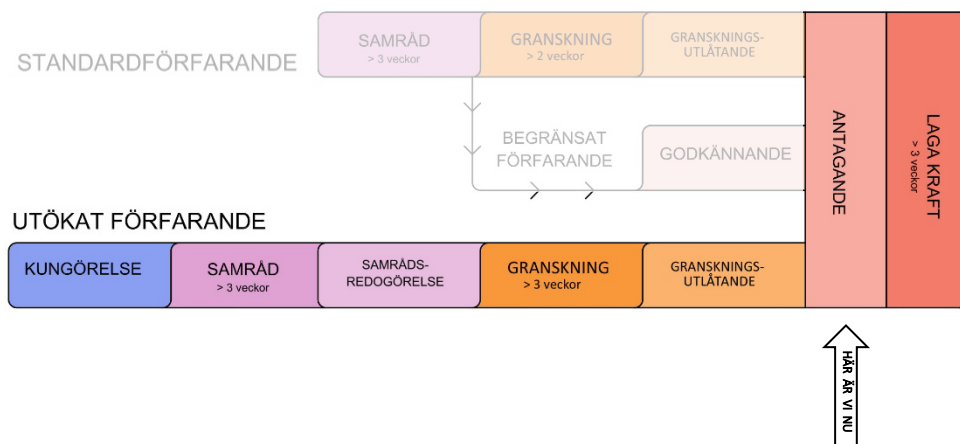 STANDARDFÖRFARANDE
SAMRÅD
> 3 veckor
GRANSKNING
> 2 veckor
GRANSKNINGS-
UTLÅTANDE
BEGRÄNSAT
FÖRFARANDE
GODKÄNNANDE
ANTAGANDE
LAGA KRAFT
> 3 veckor
UTÖKAT FÖRFARANDE
KUNGÖRELSE
SAMRÅD
> 3 veckor
SAMRÅDS-
REDOGÖRELSE
GRANSKNING
> 3 veckor
GRANSKNINGS-
UTLÅTANDE
HÄR ÄR VI NU